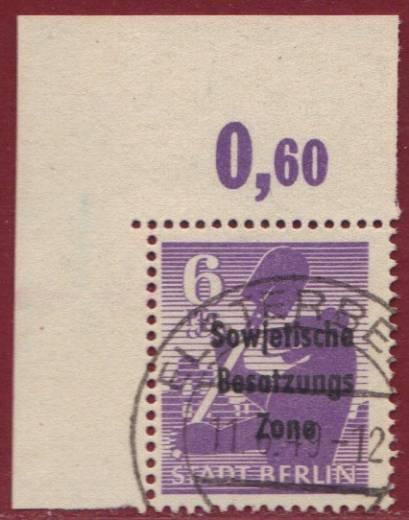 0,60
6
Sowjetische
Besatzungs
Zone
STADT BERLIN